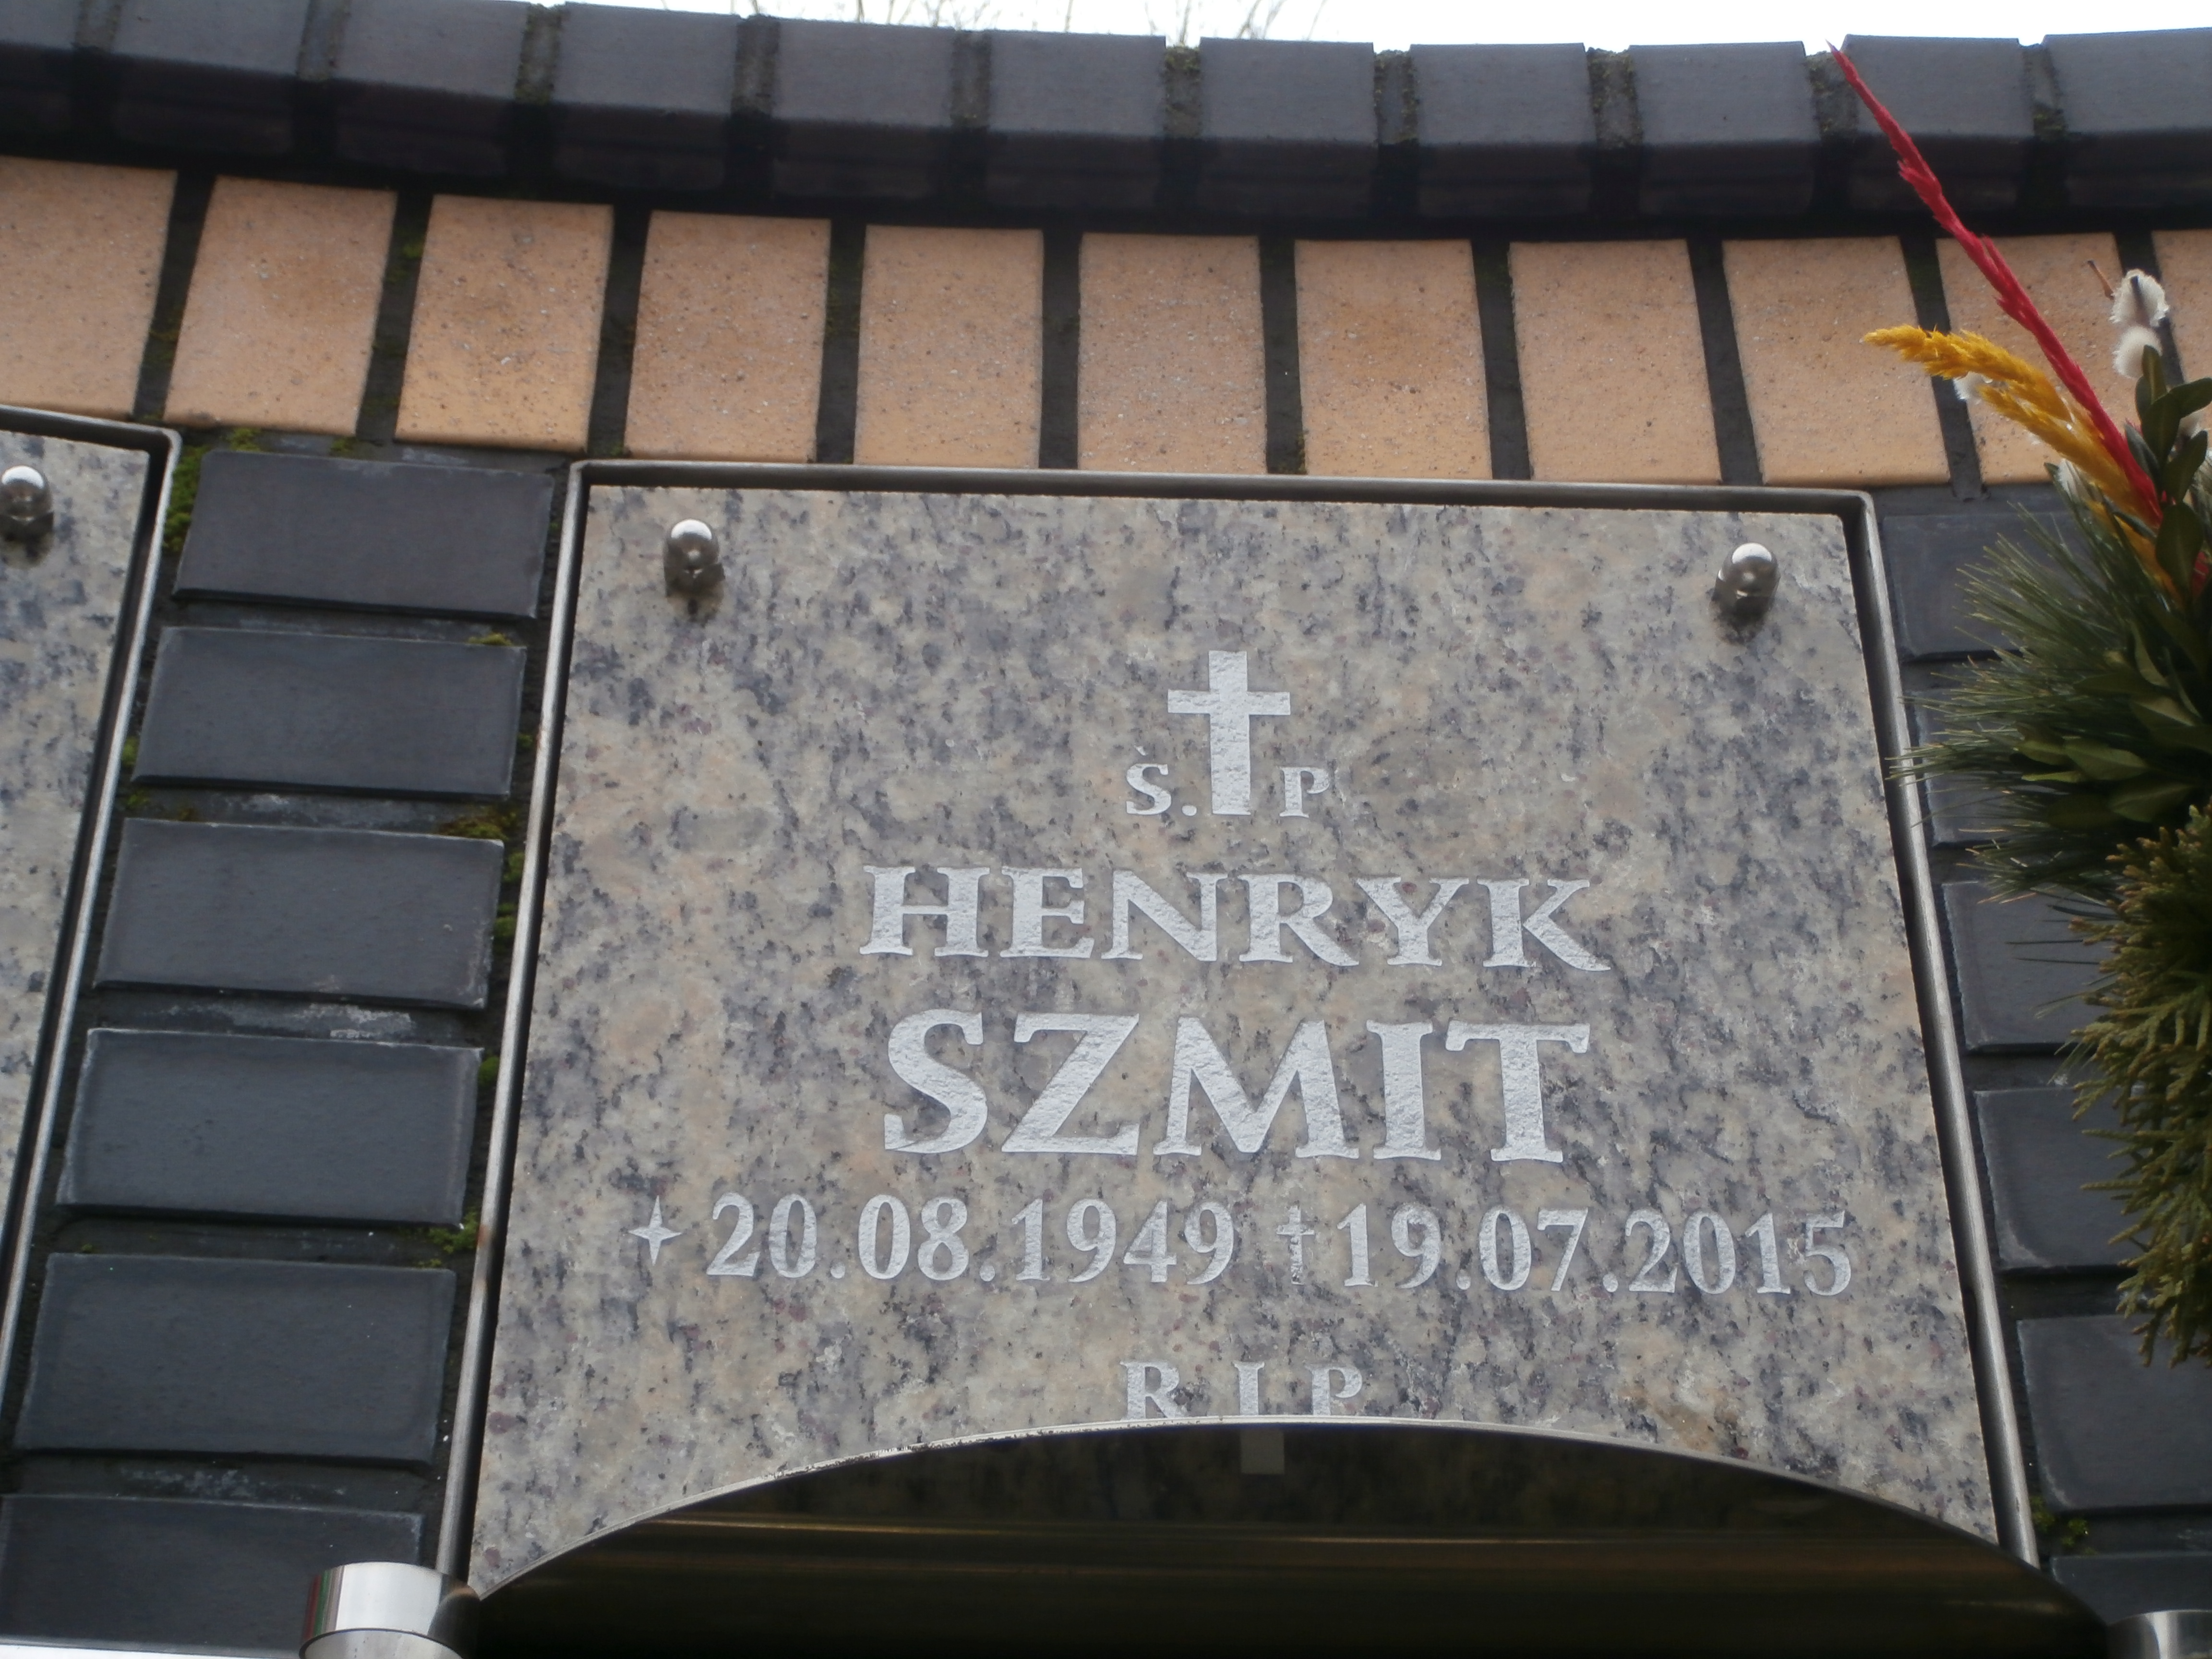 Ṡ. P
HENRYK
SZMIT
20.08.1949 †19.07.2015
R I P